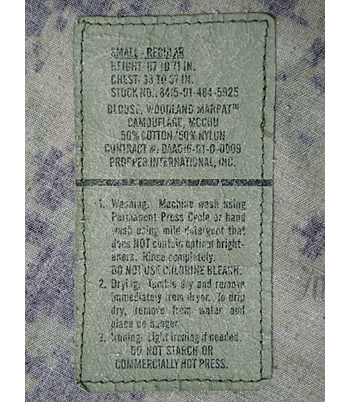 SMALL - REGULAR
HEIGHT: 67 TO 71 IN.
CHEST: 33 TO 37 IN.
STOCK NO.: 8415-01-484-5925
BLOUSE, WOODLAND MARPAT™
CAMOUFLAGE, MCCUU
50% COTTON / 50% NYLON
CONTRACT #: DAAD16-01-D-0009
PROPPER INTERNATIONAL, INC.
1. Washing: Machine wash using
Permanent Press Cycle or hand
wash using mild detergent that
does NOT contain optical bright-
eners. Rinse completely.
DO NOT USE CHLORINE BLEACH.
2. Drying: Tumble dry and remove
immediately from dryer. To drip
dry, remove from water and
place on hanger.
3. Ironing: Light ironing if needed.
DO NOT STARCH OR
COMMERCIALLY HOT PRESS.